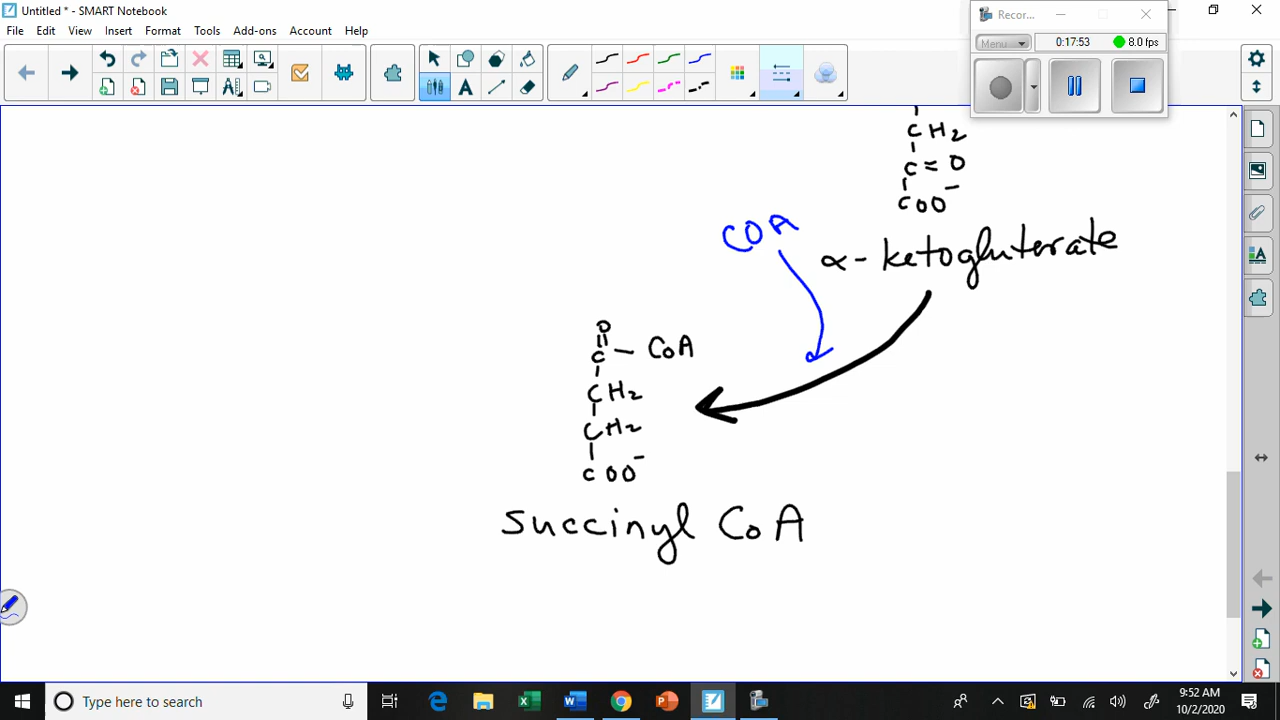 Untitled * - SMART Notebook
File Edit View Insert Format Tools Add-ons Account Help
Recor...
Menu
0:17:53
8.0 fps
CH2
C=O
COO-
COA
α- ketogluterate
O
C - CoA
CH2
CH2
COO-
Succinyl CoA
Type here to search
9:52 AM
10/2/2020